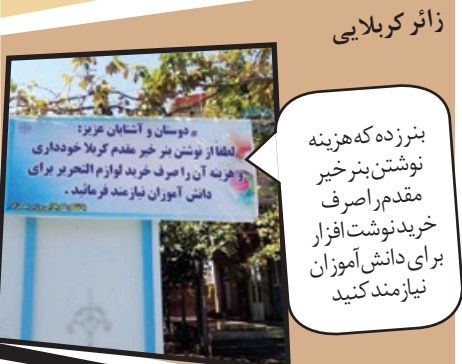 زائر کربلایی
بنر زده که هزینه
نوشتن بنر خیر
مقدم را صرف
خرید نوشت افزار
برای دانش آموزان
نیازمند کنید
دوستان و آشنایان عزیز:
لطفا از نوشتن بنر خیر مقدم کربلا خودداری
و هزینه آن را صرف خرید لوازم التحریر برای
دانش آموزان نیازمند فرمائید.